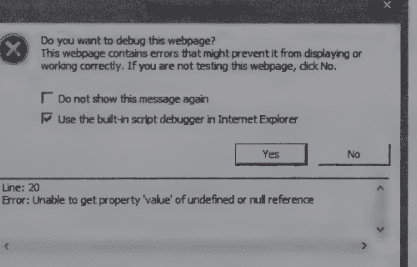 Do you want to debug this webpage?
This webpage contains errors that might prevent it from displaying or
working correctly. If you are not testing this webpage, click No.
Do not show this message again
Use the built-in script debugger in Internet Explorer
Yes No
Line: 20
Error: Unable to get property 'value' of undefined or null reference